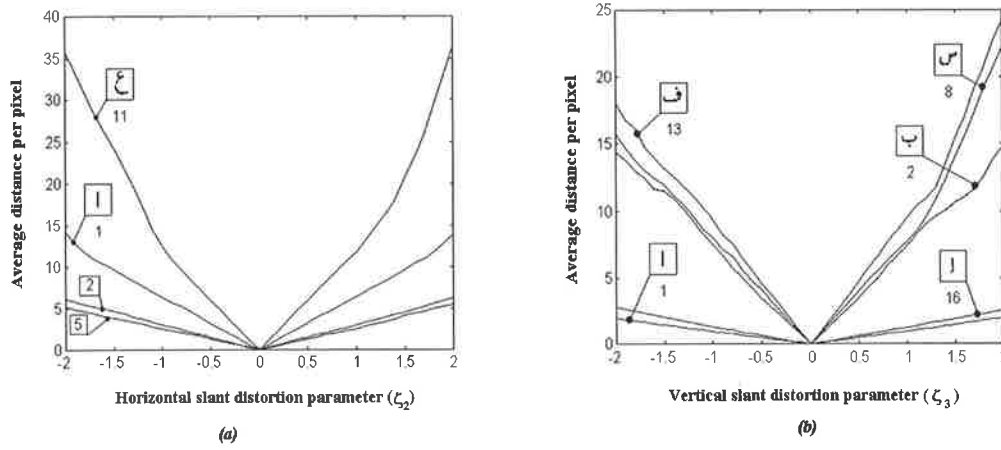 40
35
30
25
20
15
10
5
0
-2 -1.5 -1 -0.5 0 0.5 1 1.5 2
Average distance per pixel
ع
11
ا
1
2
5
Horizontal slant distortion parameter (ζ2)
(a)
25
20
15
10
5
0
-2 -1.5 -1 -0.5 0 0.5 1 1.5 2
Average distance per pixel
ف
13
ص
8
ب
2
ا
1
16
Vertical slant distortion parameter (ζ3)
(b)